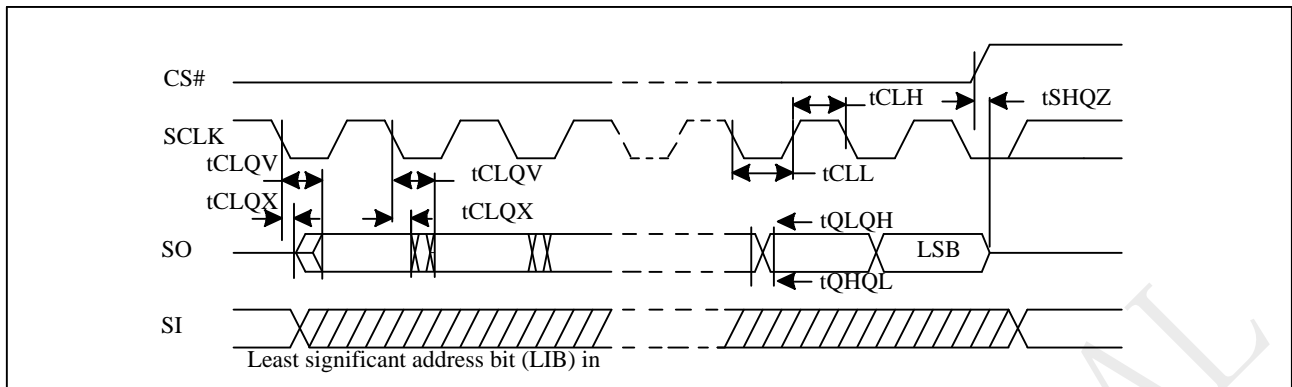 CS#
tCLH
tSHQZ
SCLK
tCLQV
tCLQV
tCLL
tCLQX
tCLQX
tQLQH
SO
LSB
tQHQL
SI
Least significant address bit (LIB) in